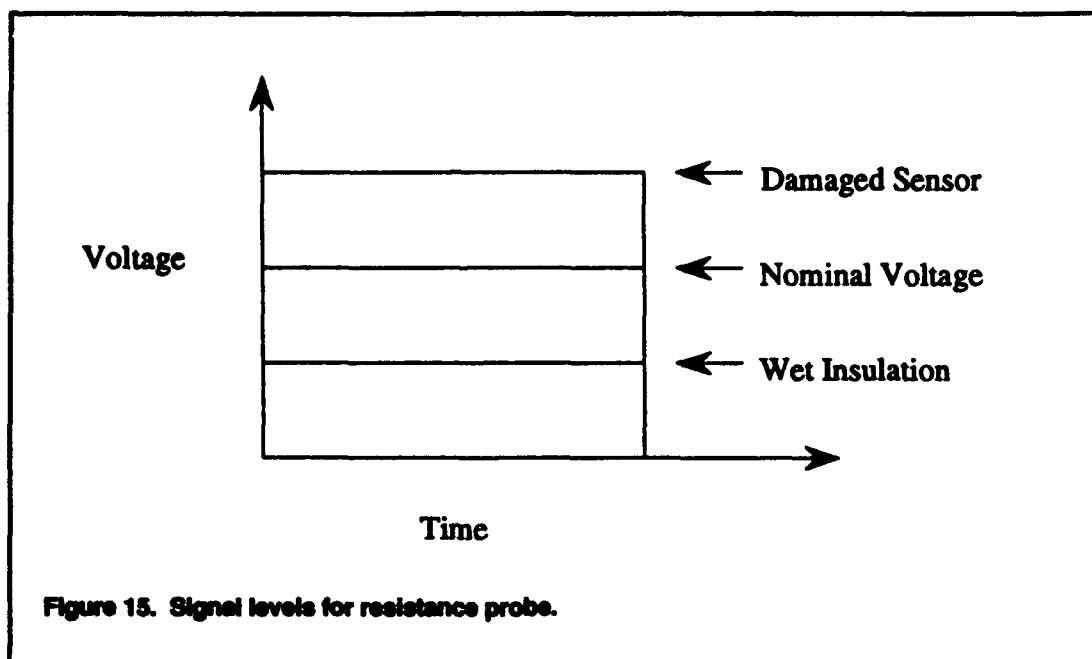 Damaged Sensor
Voltage
Nominal Voltage
Wet Insulation
Time
Figure 15. Signal levels for resistance probe.